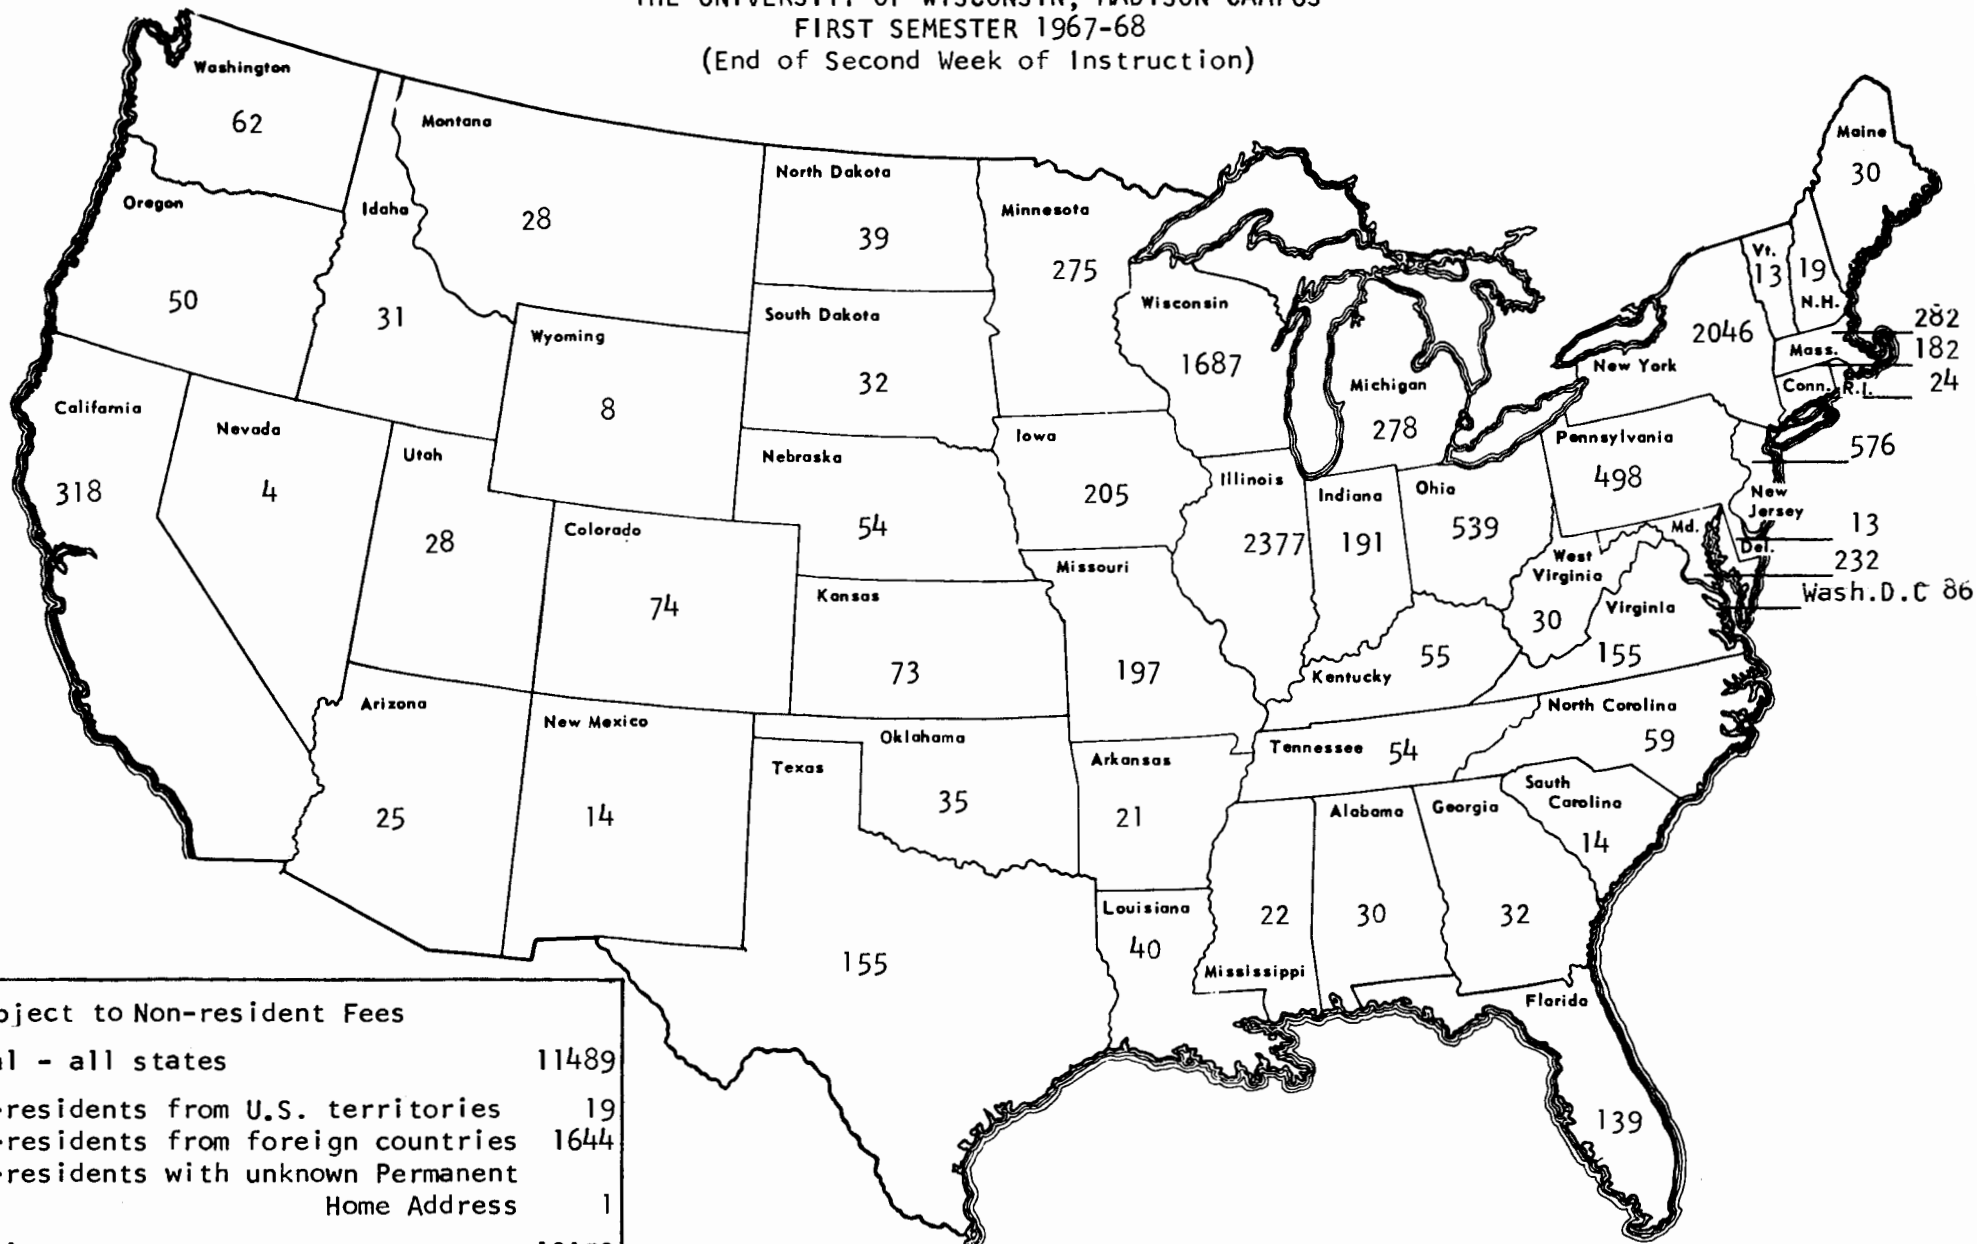 FIRST SEMESTER 1967-68
(End of Second Week of Instruction)
Washington
62
Montana
28
Idaho
31
Oregon
50
North Dakota
39
Minnesota
275
Maine
30
Vt.
13
19
N.H.
South Dakota
32
Wisconsin
1687
Wyoming
8
Michigan
278
New York
2046
Mass.
Conn.
R.I.
282
182
24
California
318
Nevada
4
Utah
28
Colorado
74
Nebraska
54
Iowa
205
Illinois
2377
Indiana
191
Ohio
539
Pennsylvania
498
576
New
Jersey
13
Md.
Del.
232
Wash.D.C 86
West
Virginia
30
Virginia
155
Kansas
73
Missouri
197
Kentucky
55
Arizona
25
New Mexico
14
Oklahoma
35
Texas
155
Arkansas
21
Tennessee 54
North Carolina
59
South
Carolina
14
Alabama
30
Georgia
32
Louisiana
40
22
Mississippi
Florida
139
to Non-resident Fees
- all states 11489
residents from U.S. territories 19
residents from foreign countries 1644
residents with unknown Permanent
Home Address 1